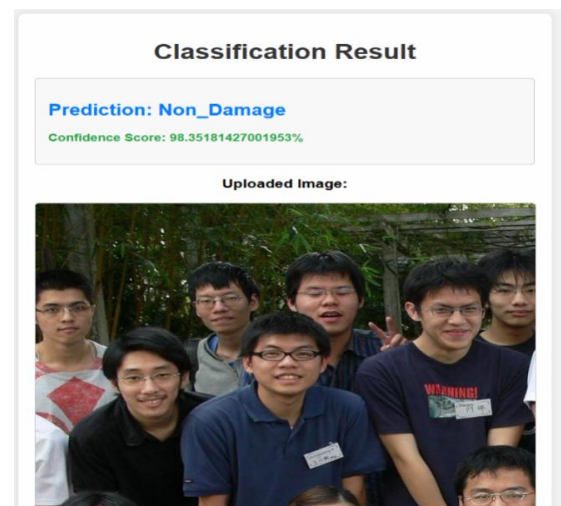 Classification Result
Prediction: Non_Damage
Confidence Score: 98.35181427001953%
Uploaded Image:
WARNING!